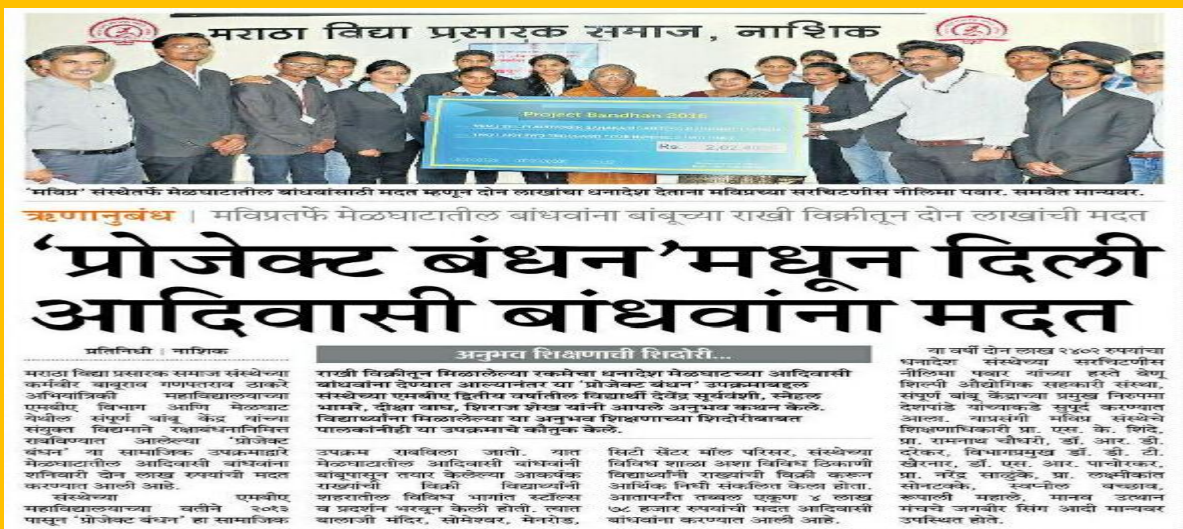 मराठा विद्या प्रसारक समाज, नाशिक
Project Bandhan 2016
Rs. 2,02,402
'मविप्र' संस्थेतर्फे मेळघाटातील बांधवांसाठी मदत म्हणून दोन लाखांचा धनादेश देताना मविप्रच्या सरचिटणीस नीलिमा पवार. समवेत मान्यवर.
ऋणानुबंध | मविप्रतर्फे मेळघाटातील बांधवांना बांबूच्या राखी विक्रीतून दोन लाखांची मदत
'प्रोजेक्ट बंधन'मधून दिली
आदिवासी बांधवांना मदत
प्रतिनिधी | नाशिक
मराठा विद्या प्रसारक समाज संस्थेच्या
कर्मवीर बाबुराव गणपतराव ठाकरे
अभियांत्रिकी महाविद्यालयाच्या
एमबीए विभाग आणि मेळघाट
येथील संपूर्ण बांबू केंद्र यांच्या
संयुक्त विद्यमाने रक्षाबंधनानिमित्त
राबविण्यात आलेल्या 'प्रोजेक्ट
बंधन' या सामाजिक उपक्रमाद्वारे
मेळघाटातील आदिवासी बांधवांना
शनिवारी दोन लाख रुपयांची मदत
करण्यात आली आहे.
संस्थेच्या एमबीए
महाविद्यालयाच्या वतीने २०१३
पासून 'प्रोजेक्ट बंधन' हा सामाजिक
अनुभव शिक्षणाची शिदोरी...
राखी विक्रीतून मिळालेल्या रकमेचा धनादेश मेळघाटच्या आदिवासी
बांधवांना देण्यात आल्यानंतर या 'प्रोजेक्ट बंधन' उपक्रमाबद्दल
संस्थेच्या एमबीए द्वितीय वर्षातील विद्यार्थी देवेंद्र सूर्यवंशी, स्नेहल
भामरे, दीक्षा वाघ, शिराज शेख यांनी आपले अनुभव कथन केले.
विद्यार्थ्यांना मिळालेल्या या अनुभव शिक्षणाच्या शिदोरीबाबत
पालकांनीही या उपक्रमाचे कौतुक केले.
उपक्रम राबविला जातो. यात
मेळघाटातील आदिवासी बांधवांनी
बांबूपासून तयार केलेल्या आकर्षक
राख्यांची विक्री विद्यार्थ्यांनी
शहरातील विविध भागांत स्टॉल्स
व प्रदर्शन भरवून केली होती. त्यात
बालाजी मंदिर, सोमेश्वर, मेनरोड,
सिटी सेंटर मॉल परिसर, संस्थेच्या
विविध शाळा अशा विविध ठिकाणी
विद्यार्थ्यांनी राख्यांची विक्री करून
आर्थिक निधी संकलित केला होता.
आतापर्यंत तब्बल एकूण ४ लाख
७८ हजार रुपयांची मदत आदिवासी
बांधवांना करण्यात आली आहे.
या वर्षी दोन लाख २४०२ रुपयांचा
धनादेश संस्थेच्या सरचिटणीस
नीलिमा पवार यांच्या हस्ते वेणू
शिल्पी औद्योगिक सहकारी संस्था,
संपूर्ण बांबू केंद्राच्या प्रमुख निरुपमा
देशपांडे यांच्याकडे सुपूर्द करण्यात
आला. याप्रसंगी मविप्र संस्थेचे
शिक्षणाधिकारी प्रा. एस. के. शिंदे,
प्रा. रामनाथ चौधरी, डॉ. आर. डी.
दरेकर, विभागप्रमुख डॉ. डी. टी.
खैरनार, डॉ. एस. आर. पाचोरकर,
प्रा. नरेंद्र साळुंके, प्रा. लक्ष्मीकांत
सोनटक्के, स्वप्नील बच्छाव,
रूपाली महाले, मानव उत्थान
मंचचे जगबीर सिंग आदी मान्यवर
उपस्थित होते.